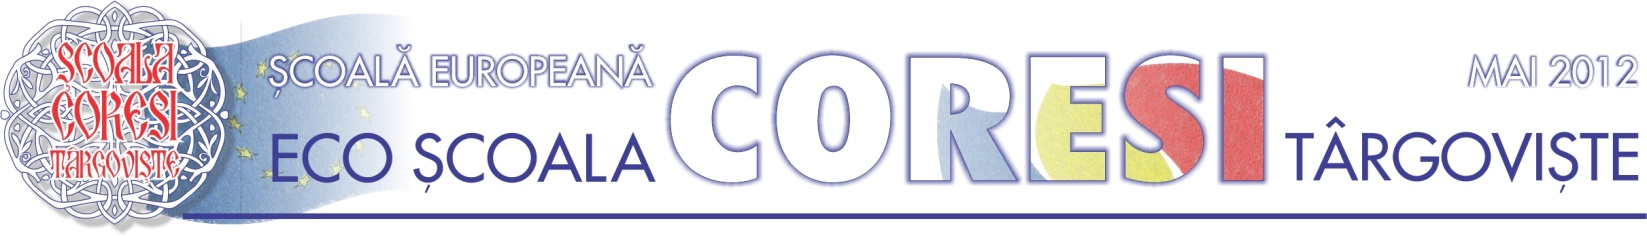 ȘCOALA
CORESI
TÂRGOVIȘTE
ȘCOALĂ EUROPEANĂ
ECO ȘCOALA
CORESI
MAI 2012
TÂRGOVIȘTE